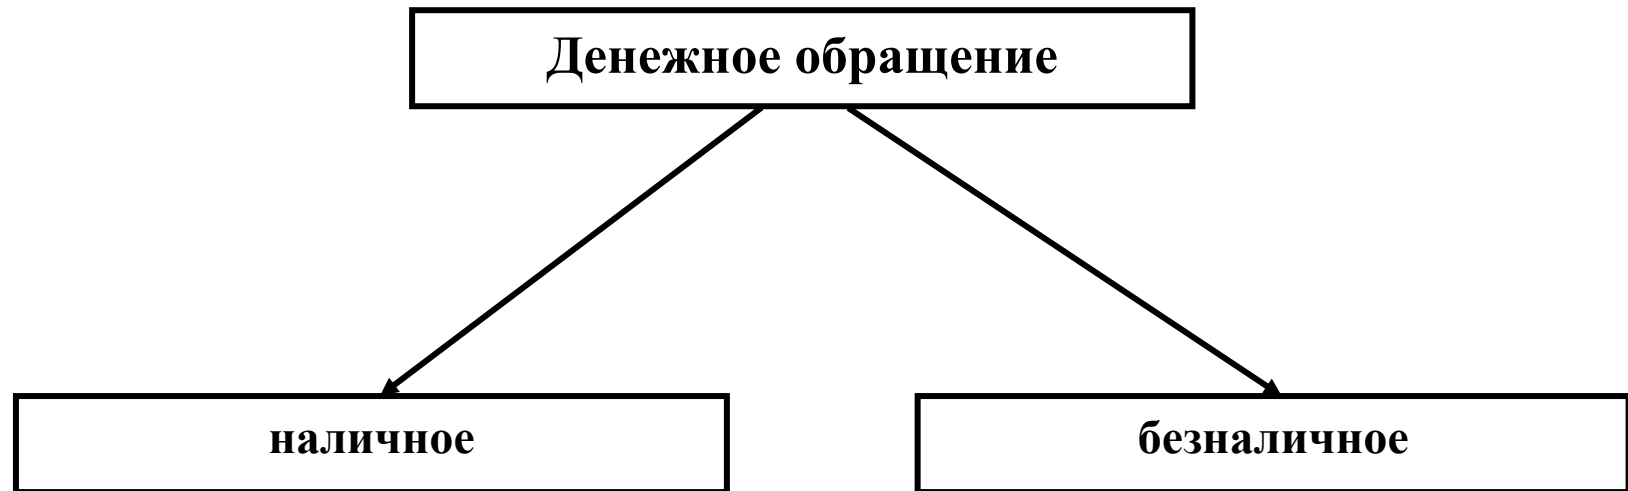 Денежное обращение
наличное
безналичное